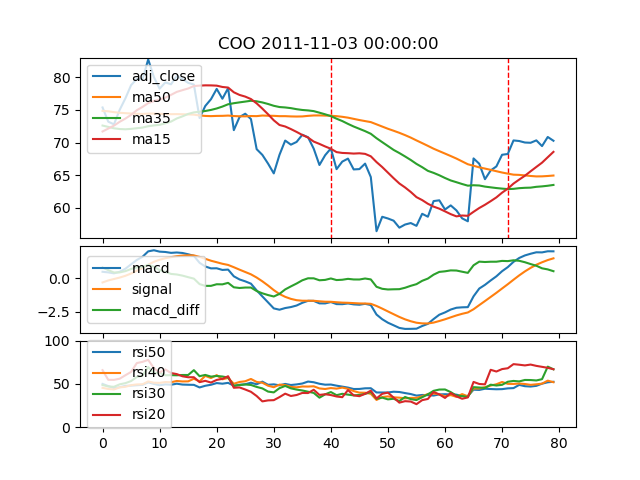 COO 2011-11-03 00:00:00
80
75
70
65
60
adj_close
ma50
ma35
ma15
0.0
−2.5
macd
signal
macd_diff
100
50
0
rsi50
rsi40
rsi30
rsi20
0 10 20 30 40 50 60 70 80